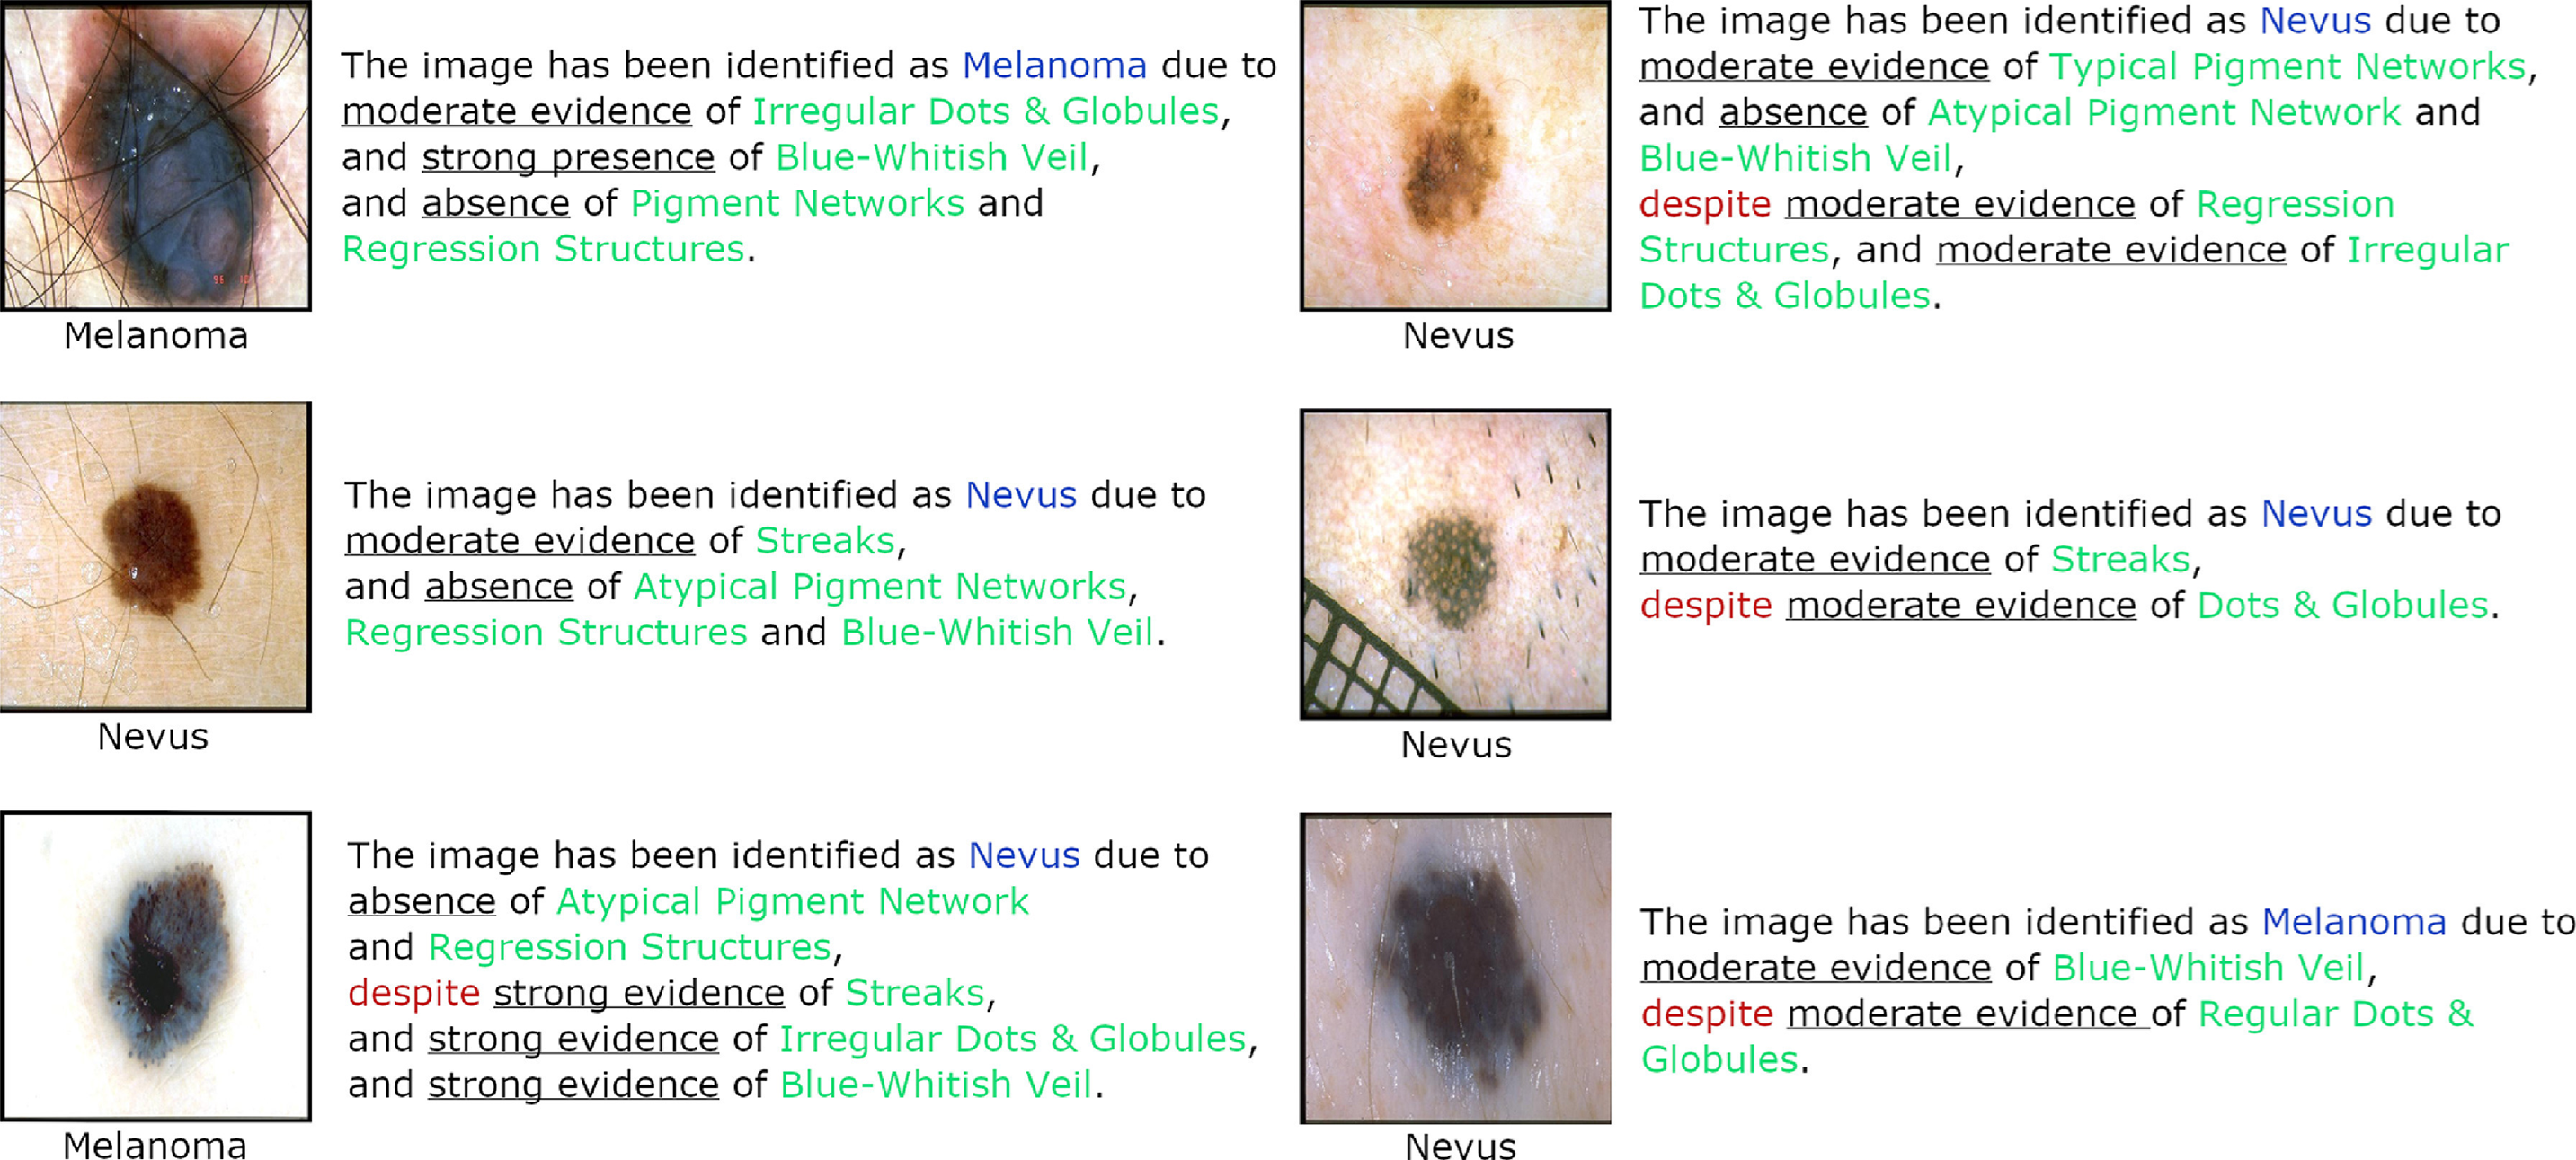 The image has been identified as Melanoma due to
moderate evidence of Irregular Dots & Globules,
and strong presence of Blue-Whitish Veil,
and absence of Pigment Networks and
Regression Structures.
Melanoma
The image has been identified as Nevus due to
moderate evidence of Typical Pigment Networks,
and absence of Atypical Pigment Network and
Blue-Whitish Veil,
despite moderate evidence of Regression
Structures, and moderate evidence of Irregular
Dots & Globules.
Nevus
The image has been identified as Nevus due to
moderate evidence of Streaks,
and absence of Atypical Pigment Networks,
Regression Structures and Blue-Whitish Veil.
Nevus
The image has been identified as Nevus due to
moderate evidence of Streaks,
despite moderate evidence of Dots & Globules.
Nevus
The image has been identified as Nevus due to
absence of Atypical Pigment Network
and Regression Structures,
despite strong evidence of Streaks,
and strong evidence of Irregular Dots & Globules,
and strong evidence of Blue-Whitish Veil.
Melanoma
The image has been identified as Melanoma due to
moderate evidence of Blue-Whitish Veil,
despite moderate evidence of Regular Dots &
Globules.
Nevus